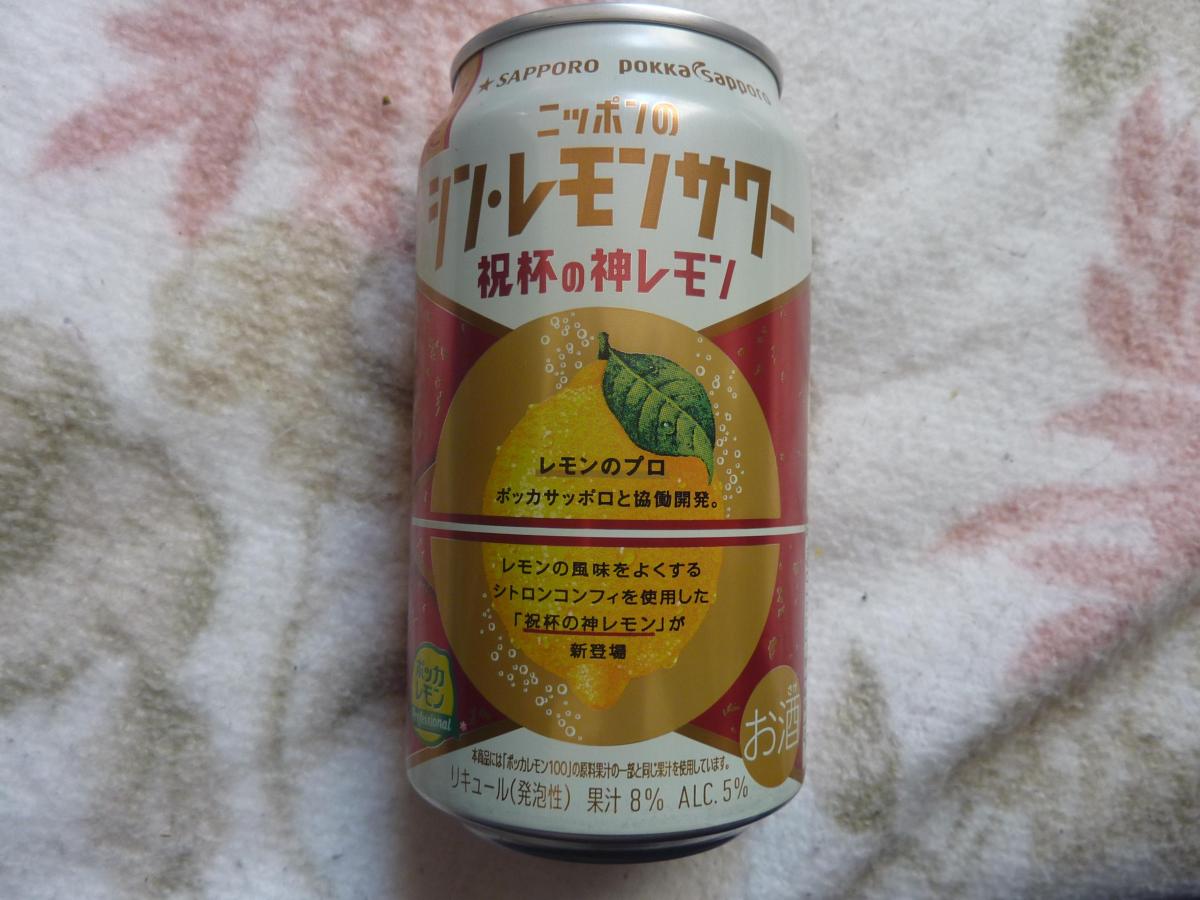 ★SAPPORO pokka sapporo
ニッポンの
シン・レモンサワー
祝杯の神レモン
レモンのプロ
ポッカサッポロと協働開発。
レモンの風味をよくする
シトロンコンフィを使用した
「祝杯の神レモン」が
新登場
ポッカ
レモン
Professional
*
さけ
お酒
本商品には「ポッカレモン100」の原料果汁の一部と同じ果汁を使用しています。
リキュール(発泡性) 果汁 8% ALC. 5%